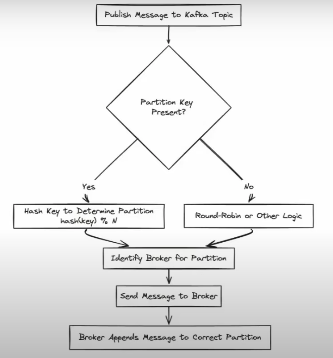 Publish Message to Kafka Topic
Partition Key
Present?
Yes
No
Hash Key to Determine Partition
hash(key) % N
Round-Robin or Other Logic
Identify Broker for Partition
Send Message to Broker
Broker Appends Message to Correct Partition